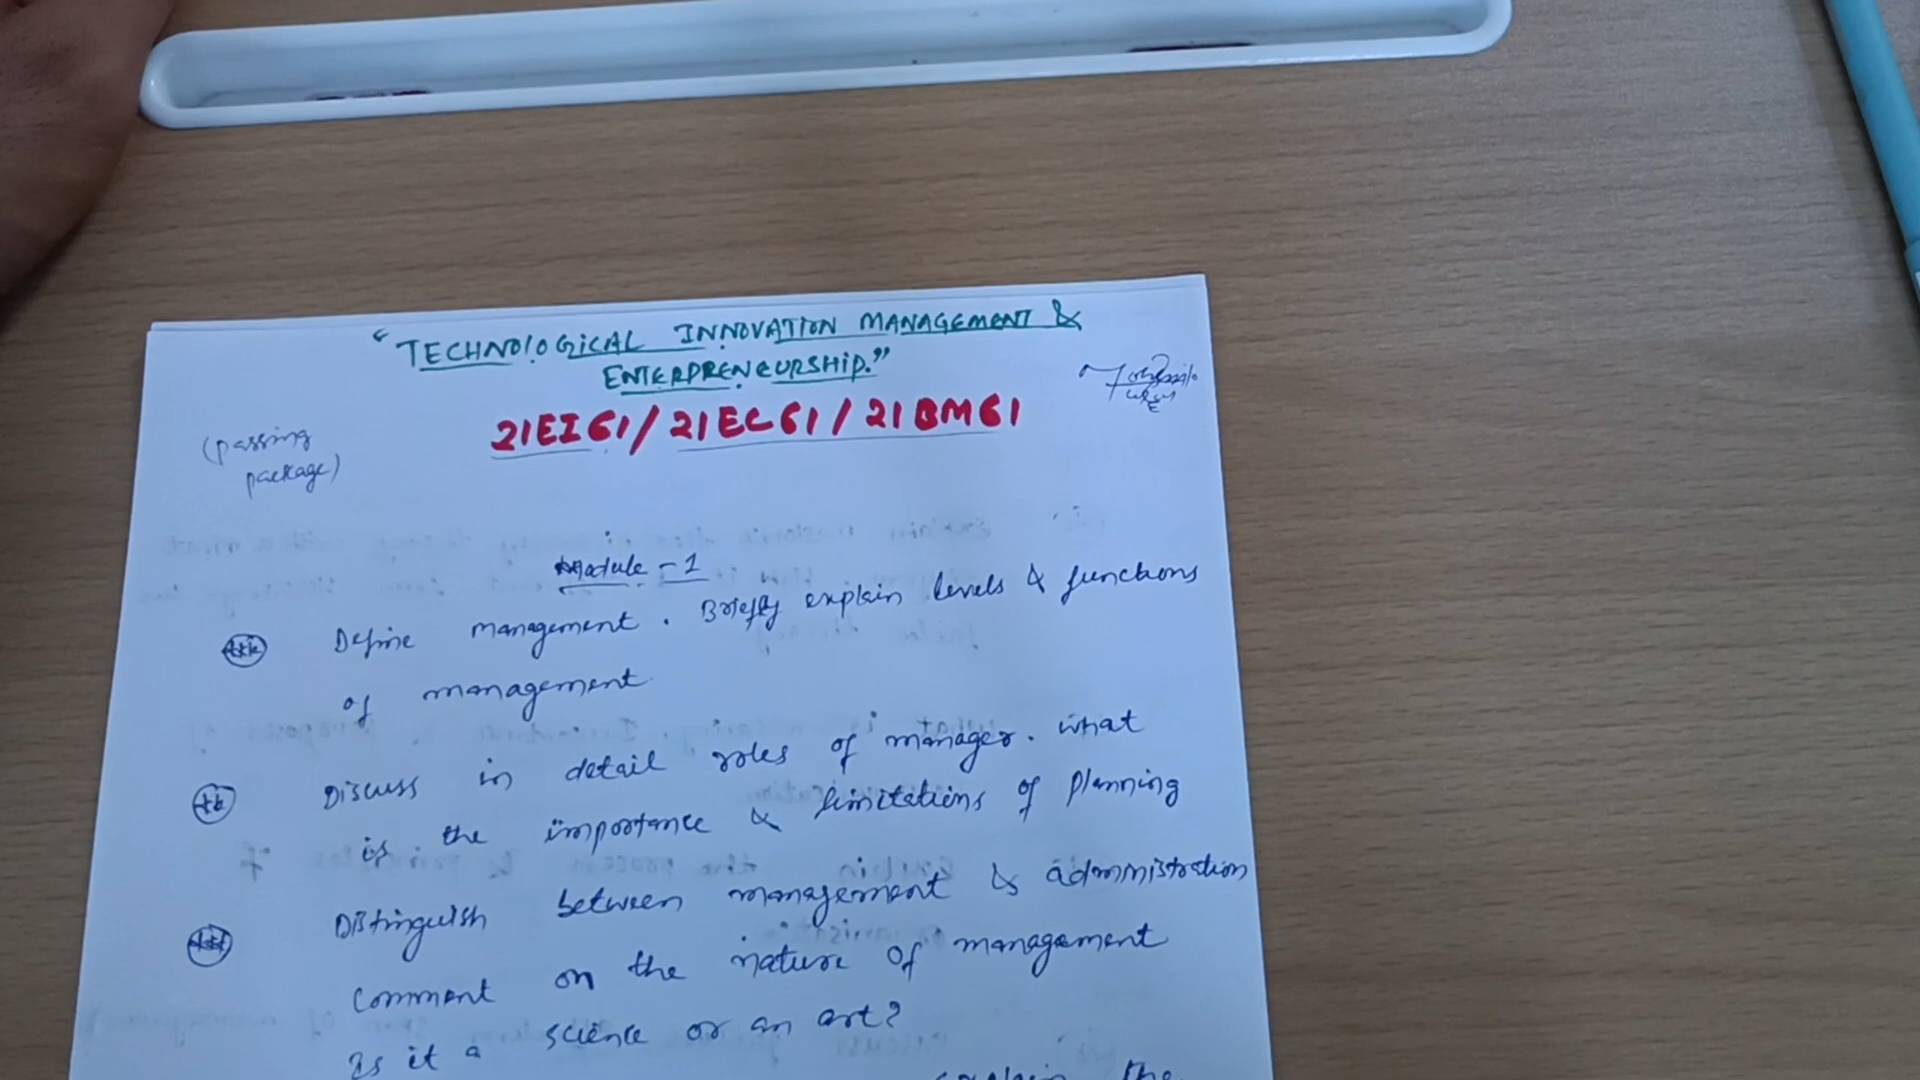 "TECHNOLOGICAL INNOVATION MANAGEMENT &
ENTERPRENEURSHIP."
21EI61/21EC61/21BM61
(passing
package)
Module - 1
*** Define management. Briefly explain levels & functions
of management
** Discuss in detail roles of manager. what
is the importance & limitations of planning
*** Distinguish between management & administration
comment on the nature of management
Is it a science or an art?
explain the